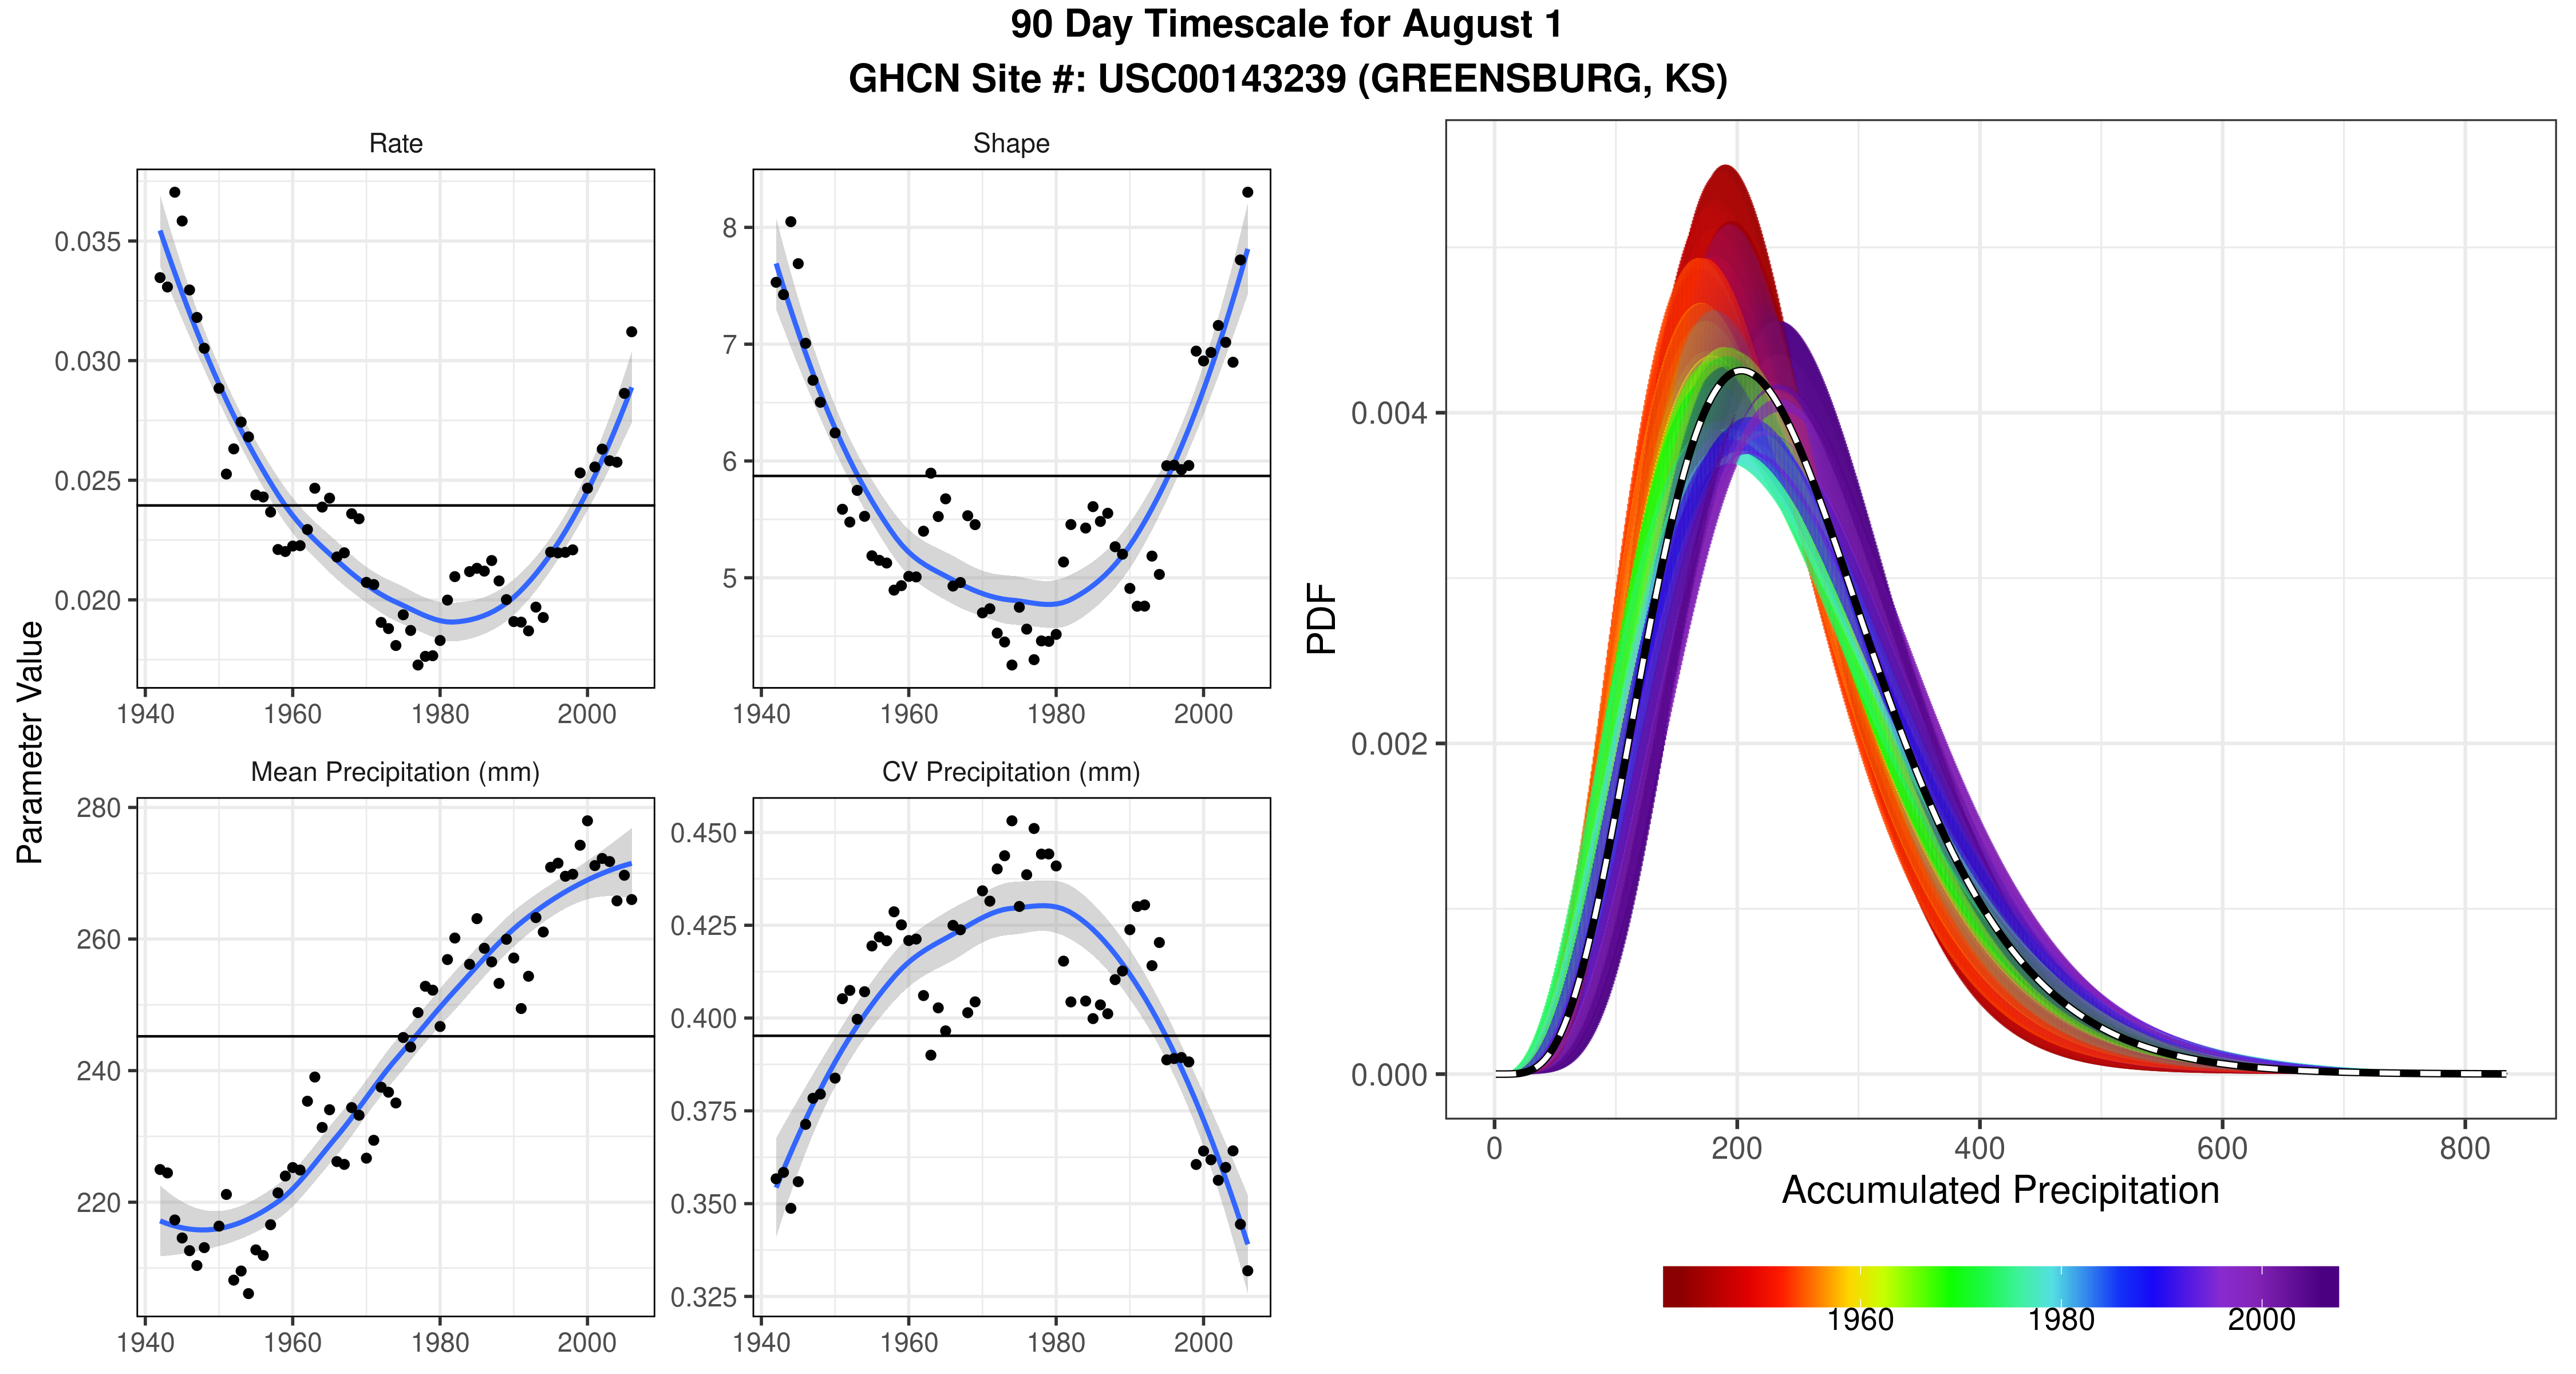 90 Day Timescale for August 1
GHCN Site #: USC00143239 (GREENSBURG, KS)
Parameter Value
Rate
0.035
0.030
0.025
0.020
1940 1960 1980 2000
Shape
8
7
6
5
1940 1960 1980 2000
Mean Precipitation (mm)
280
260
240
220
1940 1960 1980 2000
CV Precipitation (mm)
0.450
0.425
0.400
0.375
0.350
0.325
1940 1960 1980 2000
PDF
0.004
0.002
0.000
0 200 400 600 800
Accumulated Precipitation
1960 1980 2000